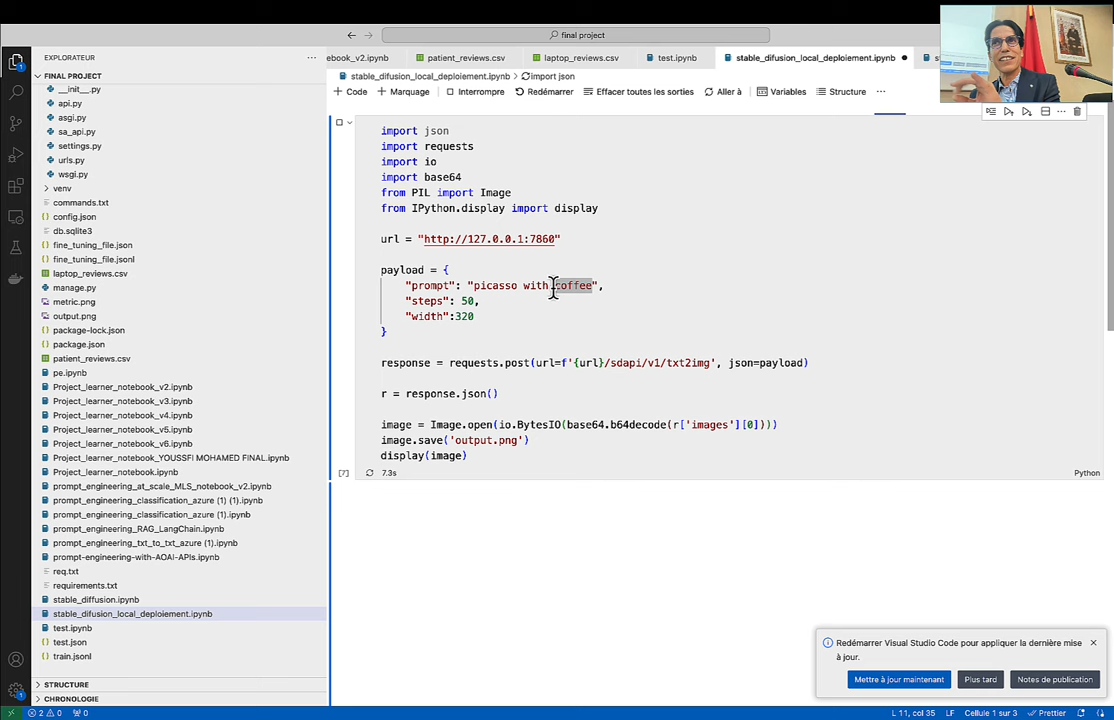 final project
EXPLORATEUR
FINAL PROJECT
__init__.py
api.py
asgi.py
sa_api.py
settings.py
urls.py
wsgi.py
venv
commands.txt
config.json
db.sqlite3
fine_tuning_file.json
fine_tuning_file.jsonl
laptop_reviews.csv
manage.py
metric.png
output.png
package-lock.json
package.json
patient_reviews.csv
pe.ipynb
Project_learner_notebook_v2.ipynb
Project_learner_notebook_v3.ipynb
Project_learner_notebook_v4.ipynb
Project_learner_notebook_v5.ipynb
Project_learner_notebook_v6.ipynb
Project_learner_notebook_YOUSSFI MOHAMED FINAL.ipynb
Project_learner_notebook.ipynb
prompt_engineering_at_scale_MLS_notebook_v2.ipynb
prompt_engineering_classification_azure (1) (1).ipynb
prompt_engineering_classification_azure (1).ipynb
prompt_engineering_RAG_LangChain.ipynb
prompt_engineering_txt_to_txt_azure (1).ipynb
prompt-engineering-with-AOAI-APIs.ipynb
req.txt
requirements.txt
stable_diffusion.ipynb
stable_difusion_local_deploiement.ipynb
test.ipynb
test.json
train.jsonl
STRUCTURE
CHRONOLOGIE
ebook_v2.ipynb patient_reviews.csv laptop_reviews.csv test.ipynb stable_difusion_local_deploiement.ipynb
stable_difusion_local_deploiement.ipynb > import json
Code Marquage Interrompre Redémarrer Effacer toutes les sorties Aller à Variables Structure
import json
import requests
import io
import base64
from PIL import Image
from IPython.display import display
url = "http://127.0.0.1:7860"
payload = {
"prompt": "picasso with coffee",
"steps": 50,
"width":320
}
response = requests.post(url=f'{url}/sdapi/v1/txt2img', json=payload)
r = response.json()
image = Image.open(io.BytesIO(base64.b64decode(r['images'][0])))
image.save('output.png')
display(image)
[7] 7.3s Python
Redémarrer Visual Studio Code pour appliquer la dernière mise
à jour.
Mettre à jour maintenant Plus tard Notes de publication
2 0 0 L 11, col 35 LF Cellule 1 sur 3 Prettier